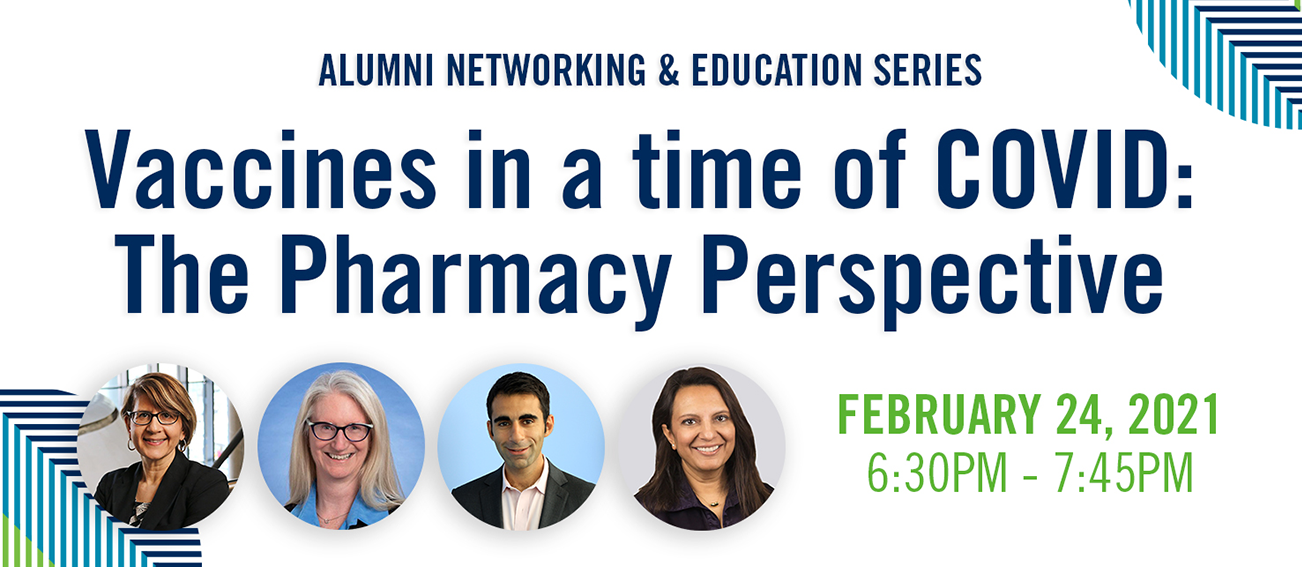 ALUMNI NETWORKING & EDUCATION SERIES
Vaccines in a time of COVID:
The Pharmacy Perspective
FEBRUARY 24, 2021
6:30PM - 7:45PM